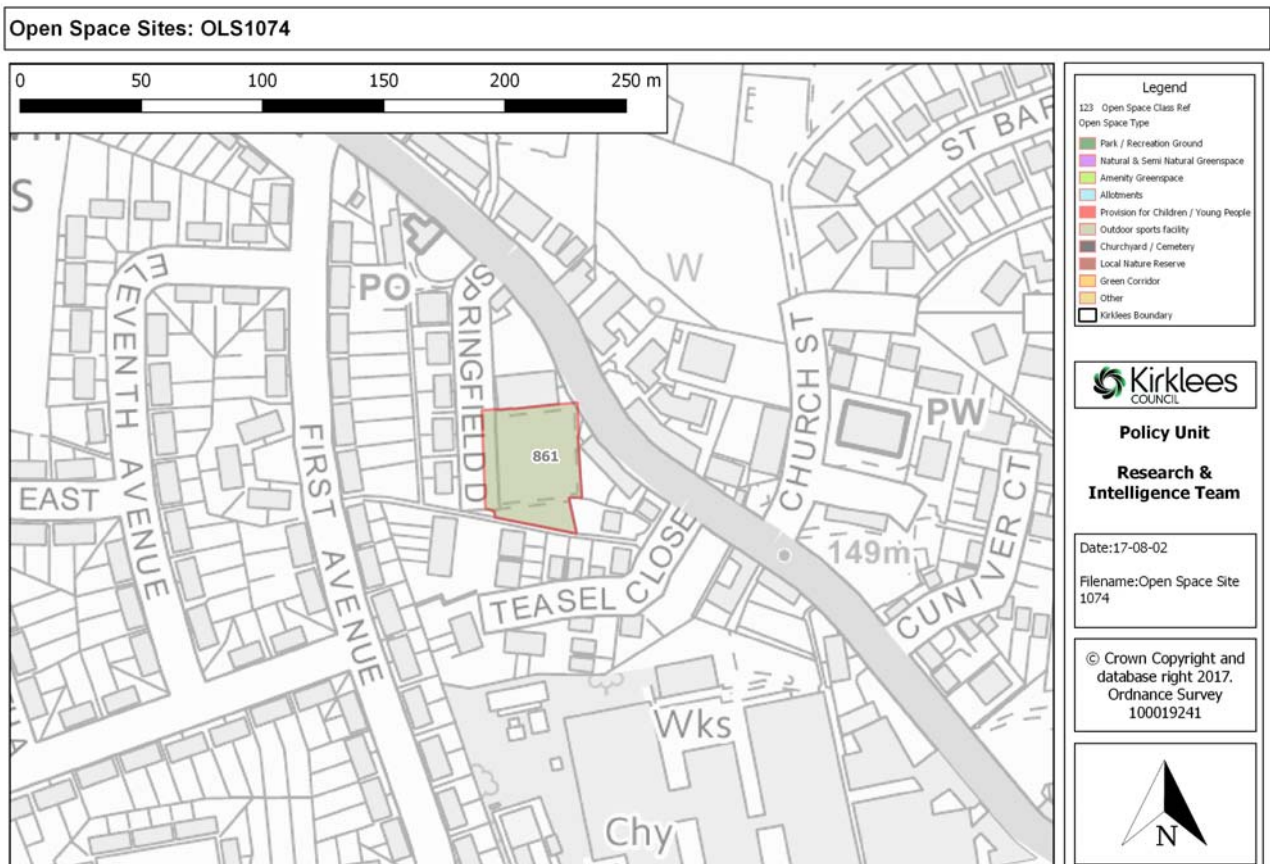 Open Space Sites: OLS1074
0 50 100 150 200 250 m
S
W
ST BAR
ELEVENTH AVENUE
PO
SPRINGFIELD
FIRST AVENUE
EAST
861
CHURCH ST
PW
TEASEL CLOSE
149m
CUNIVER CT
Wks
Chy
Legend
123 Open Space Class Ref
Open Space Type
Park / Recreation Ground
Natural & Semi Natural Greenspace
Amenity Greenspace
Allotments
Provision for Children / Young People
Outdoor sports facility
Churchyard / Cemetery
Local Nature Reserve
Green Corridor
Other
Kirklees Boundary
Kirklees
COUNCIL
Policy Unit
Research &
Intelligence Team
Date:17-08-02
Filename:Open Space Site
1074
© Crown Copyright and
database right 2017.
Ordnance Survey
100019241
N